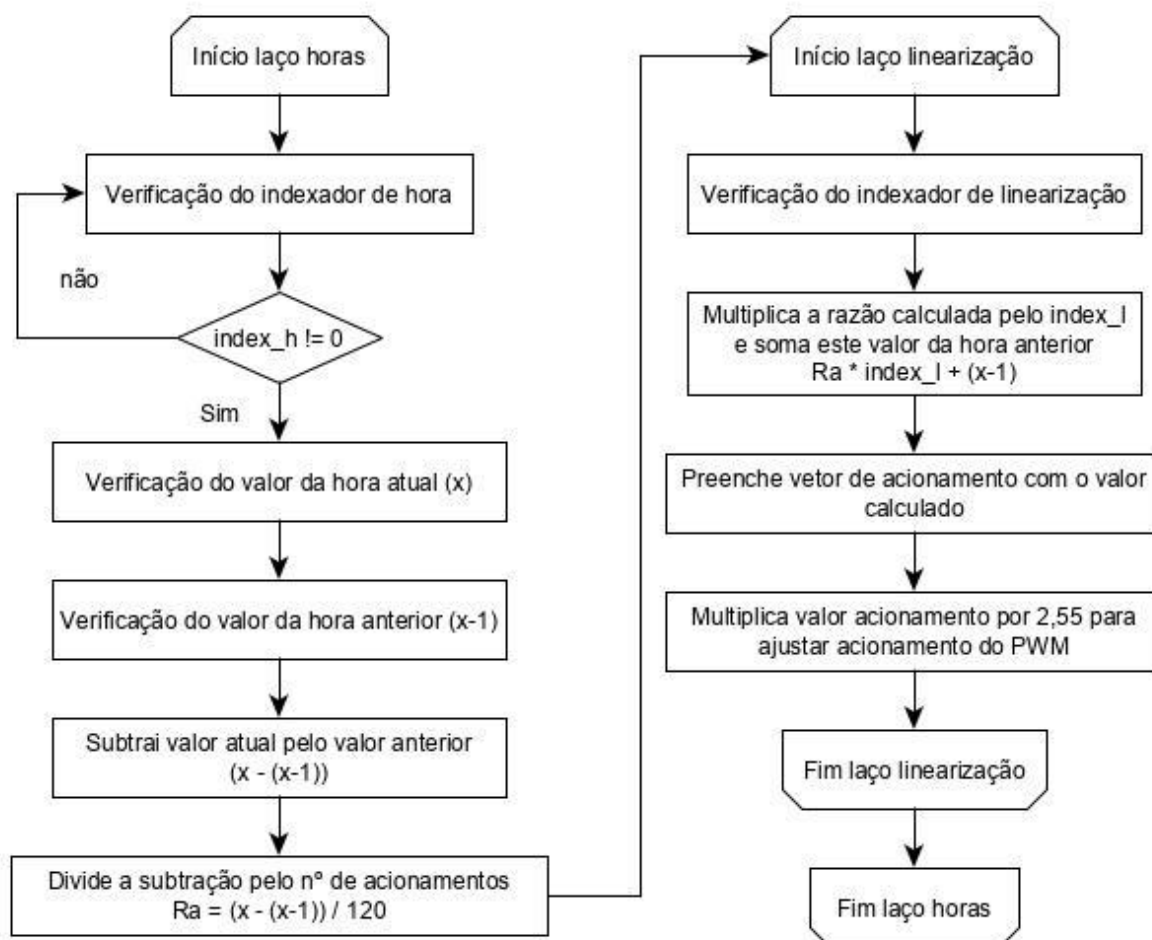 Início laço horas
Verificação do indexador de hora
não
index_h != 0
Sim
Verificação do valor da hora atual (x)
Verificação do valor da hora anterior (x-1)
Subtrai valor atual pelo valor anterior
(x - (x-1))
Divide a subtração pelo nº de acionamentos
Ra = (x - (x-1)) / 120
Início laço linearização
Verificação do indexador de linearização
Multiplica a razão calculada pelo index_l
e soma este valor da hora anterior
Ra * index_l + (x-1)
Preenche vetor de acionamento com o valor
calculado
Multiplica valor acionamento por 2,55 para
ajustar acionamento do PWM
Fim laço linearização
Fim laço horas